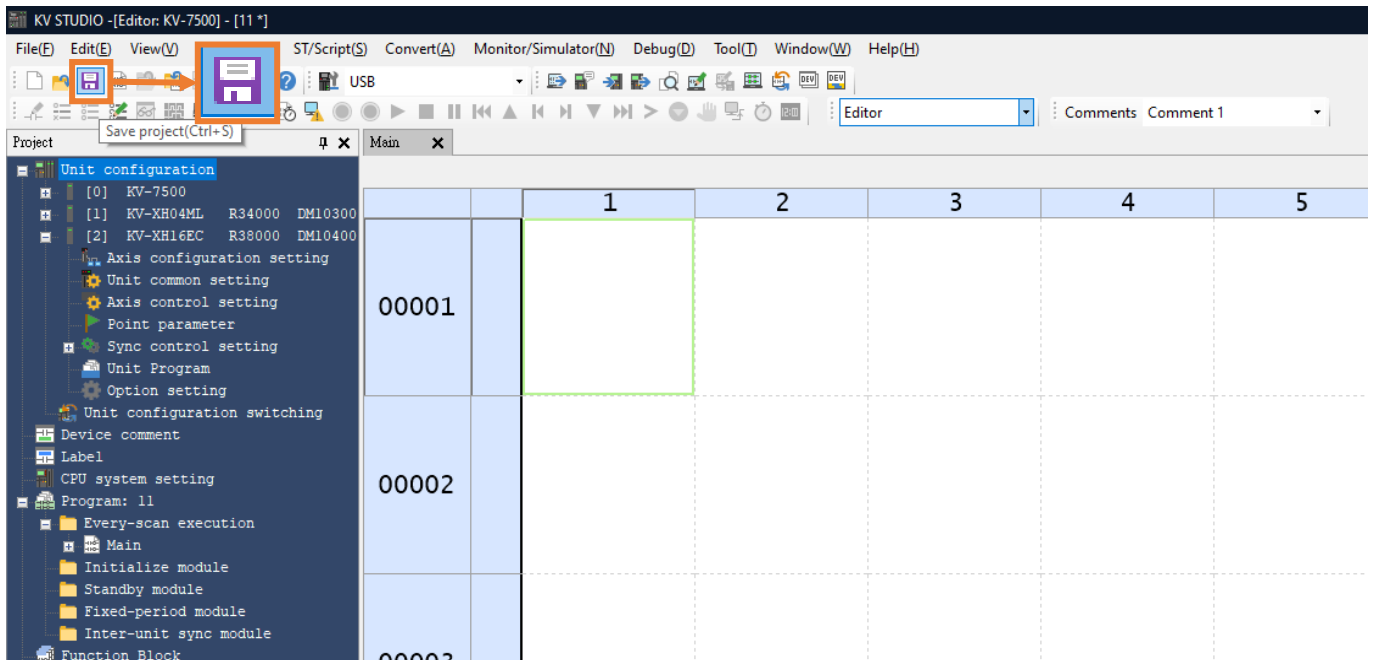 KV STUDIO -[Editor: KV-7500] - [11 *]
File(F) Edit(E) View(V) ST/Script(S) Convert(A) Monitor/Simulator(N) Debug(D) Tool(T) Window(W) Help(H)
USB
Editor Comments Comment 1
Save project(Ctrl+S)
Project Main
Unit configuration
[0] KV-7500
[1] KV-XH04ML R34000 DM10300
[2] KV-XH16EC R38000 DM10400
Axis configuration setting
Unit common setting
Axis control setting
Point parameter
Sync control setting
Unit Program
Option setting
Unit configuration switching
Device comment
Label
CPU system setting
Program: 11
Every-scan execution
Main
Initialize module
Standby module
Fixed-period module
Inter-unit sync module
Function Block
1 2 3 4 5
00001
00002
00003